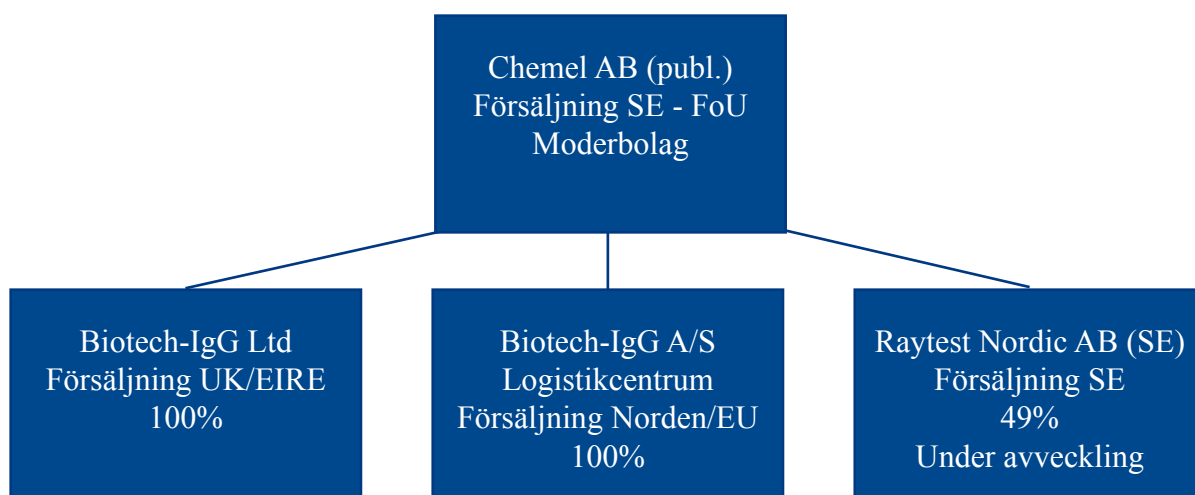 Chemel AB (publ.)
Försäljning SE - FoU
Moderbolag
Biotech-IgG Ltd
Försäljning UK/EIRE
100%
Biotech-IgG A/S
Logistikcentrum
Försäljning Norden/EU
100%
Raytest Nordic AB (SE)
Försäljning SE
49%
Under avveckling